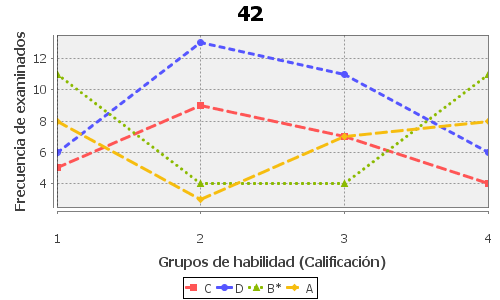 42
Frecuencia de examinados
12
10
8
6
4
1 2 3 4
Grupos de habilidad (Calificación)
C D B* A